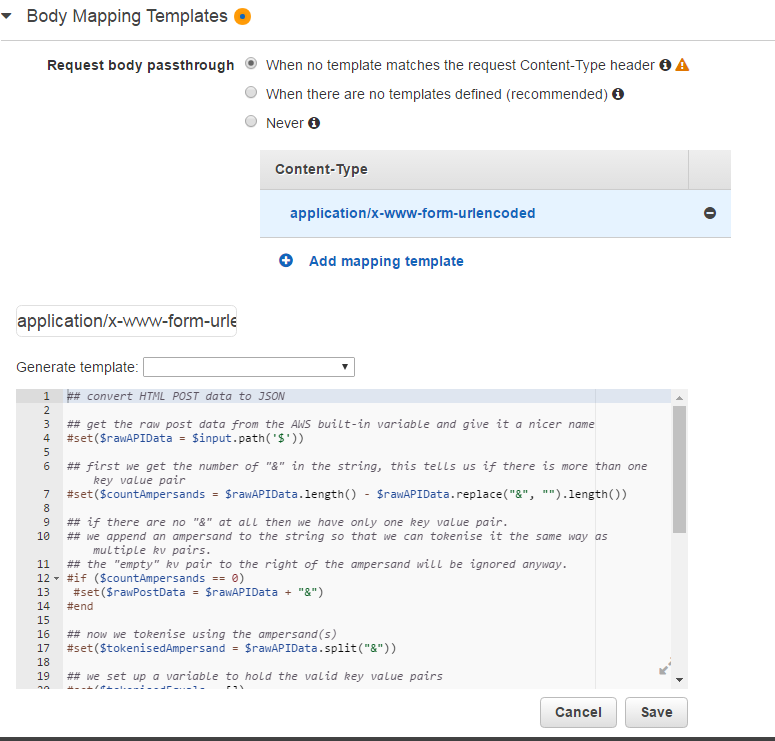 Body Mapping Templates
Request body passthrough
When no template matches the request Content-Type header
When there are no templates defined (recommended)
Never
Content-Type
application/x-www-form-urlencoded
Add mapping template
application/x-www-form-urle
Generate template:
1 ## convert HTML POST data to JSON
2
3 ## get the raw post data from the AWS built-in variable and give it a nicer name
4 #set($rawAPIData = $input.path('$'))
5
6 ## first we get the number of "&" in the string, this tells us if there is more than one
key value pair
7 #set($countAmpersands = $rawAPIData.length() - $rawAPIData.replace("&", "").length())
8
9 ## if there are no "&" at all then we have only one key value pair.
10 ## we append an ampersand to the string so that we can tokenise it the same way as
multiple kv pairs.
11 ## the "empty" kv pair to the right of the ampersand will be ignored anyway.
12 #if ($countAmpersands == 0)
13 #set($rawPostData = $rawAPIData + "&")
14 #end
15
16 ## now we tokenise using the ampersand(s)
17 #set($tokenisedAmpersand = $rawAPIData.split("&"))
18
19 ## we set up a variable to hold the valid key value pairs
Cancel
Save